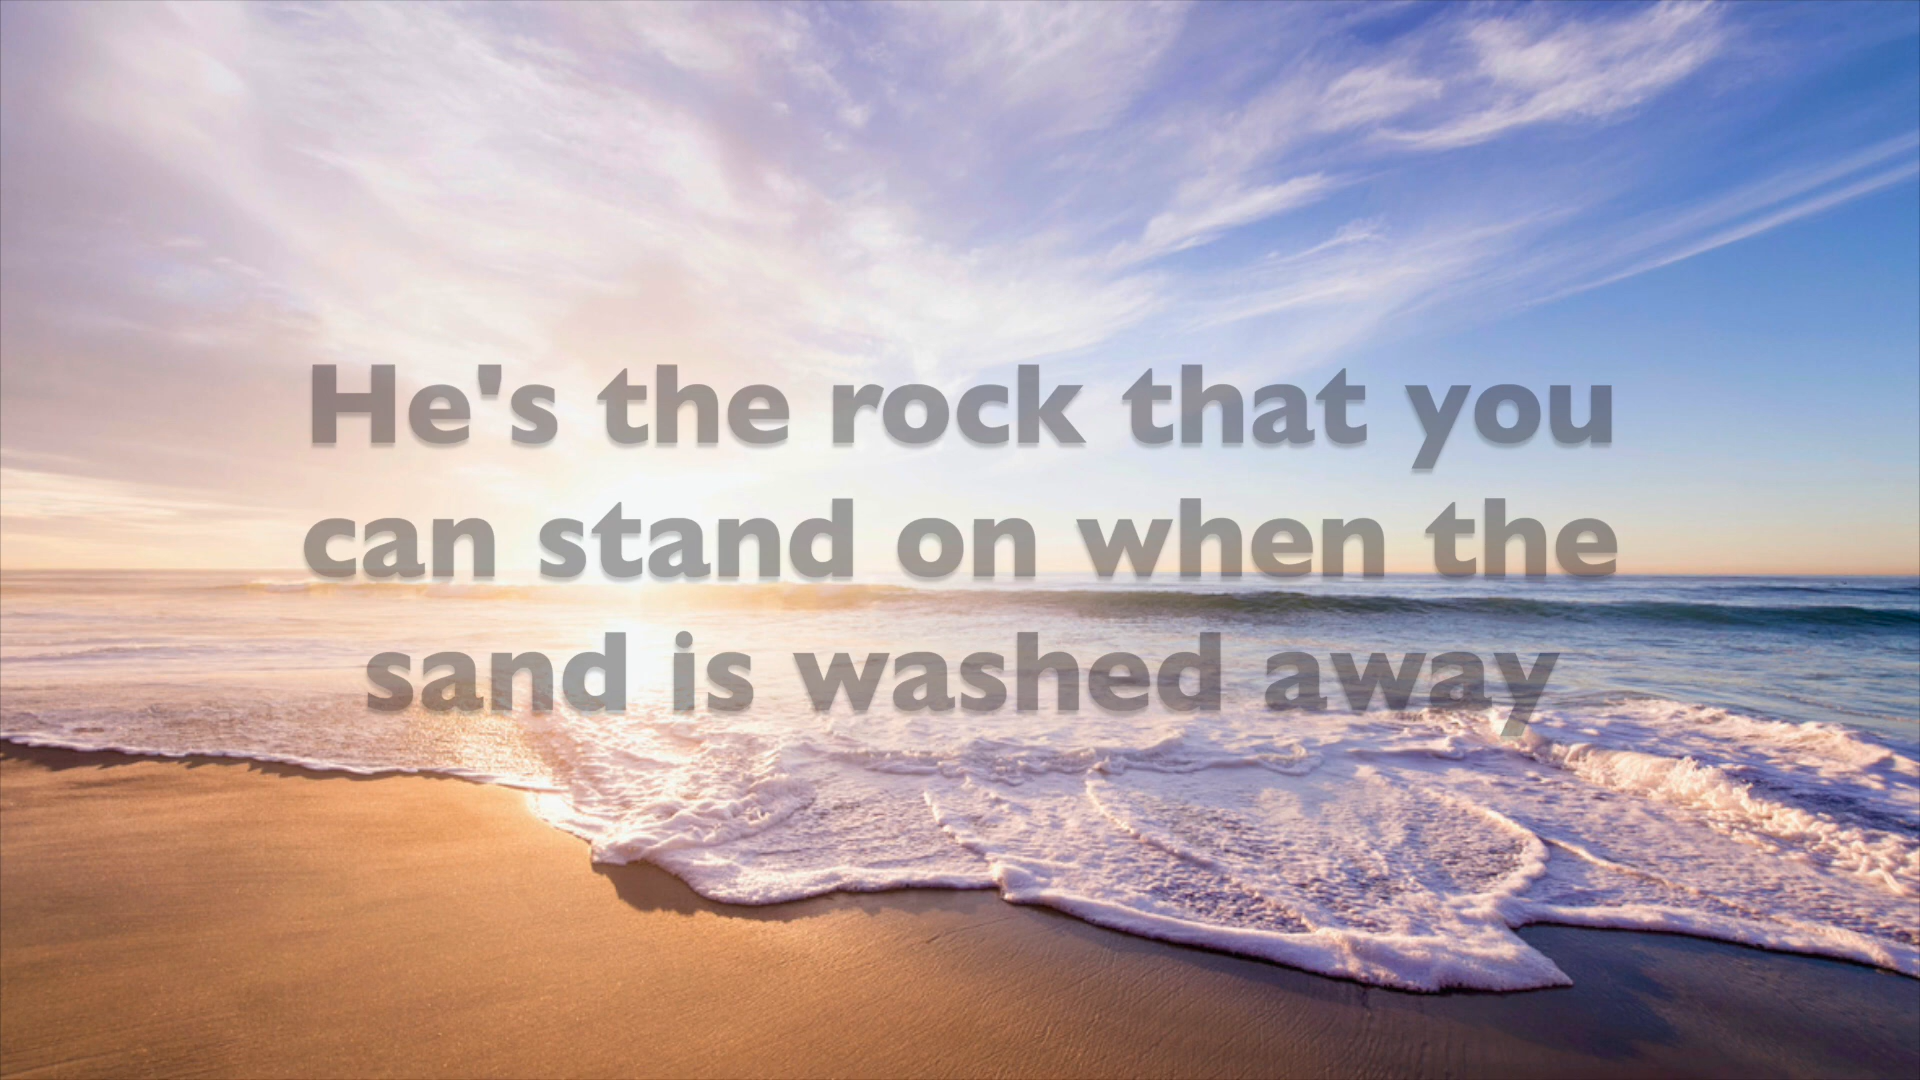 He's the rock that you
can stand on when the
sand is washed away